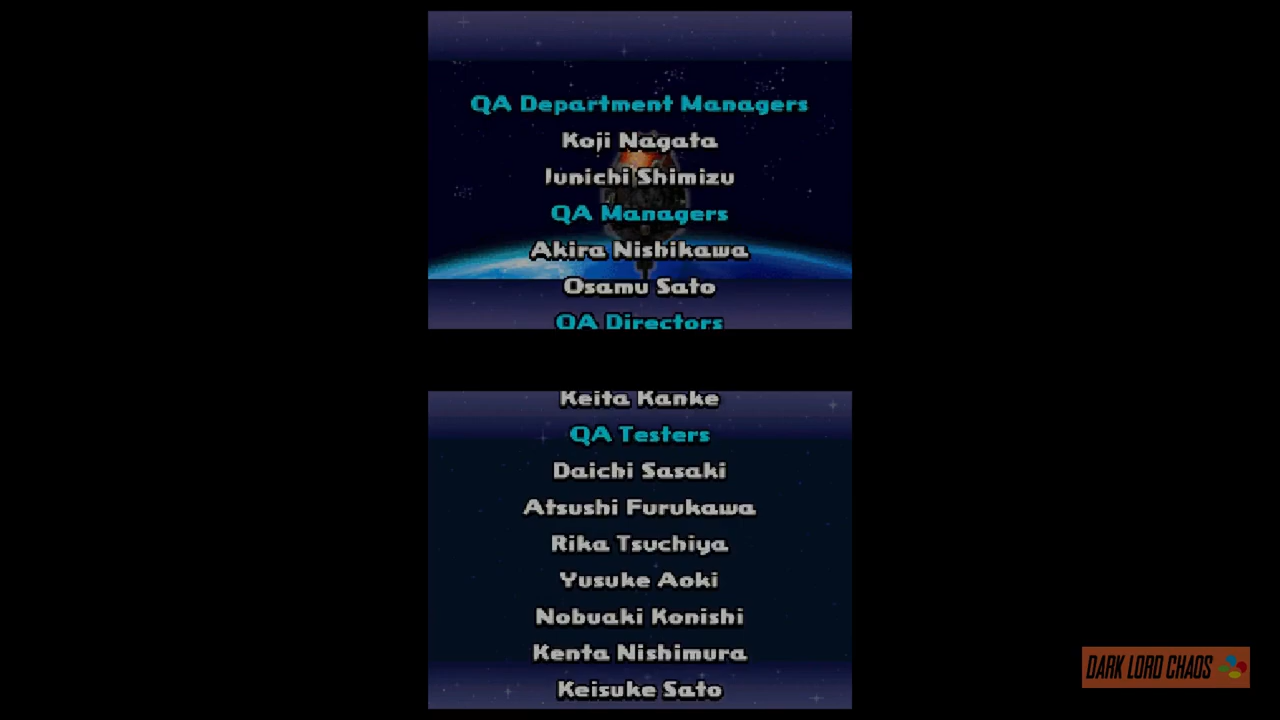 QA Department Managers
Koji Nagata
Junichi Shimizu
QA Managers
Akira Nishikawa
Osamu Sato
QA Directors
Keita Kanke
QA Testers
Daichi Sasaki
Atsushi Furukawa
Rika Tsuchiya
Yusuke Aoki
Nobuaki Konishi
Kenta Nishimura
Keisuke Sato
DARK LORD CHAOS